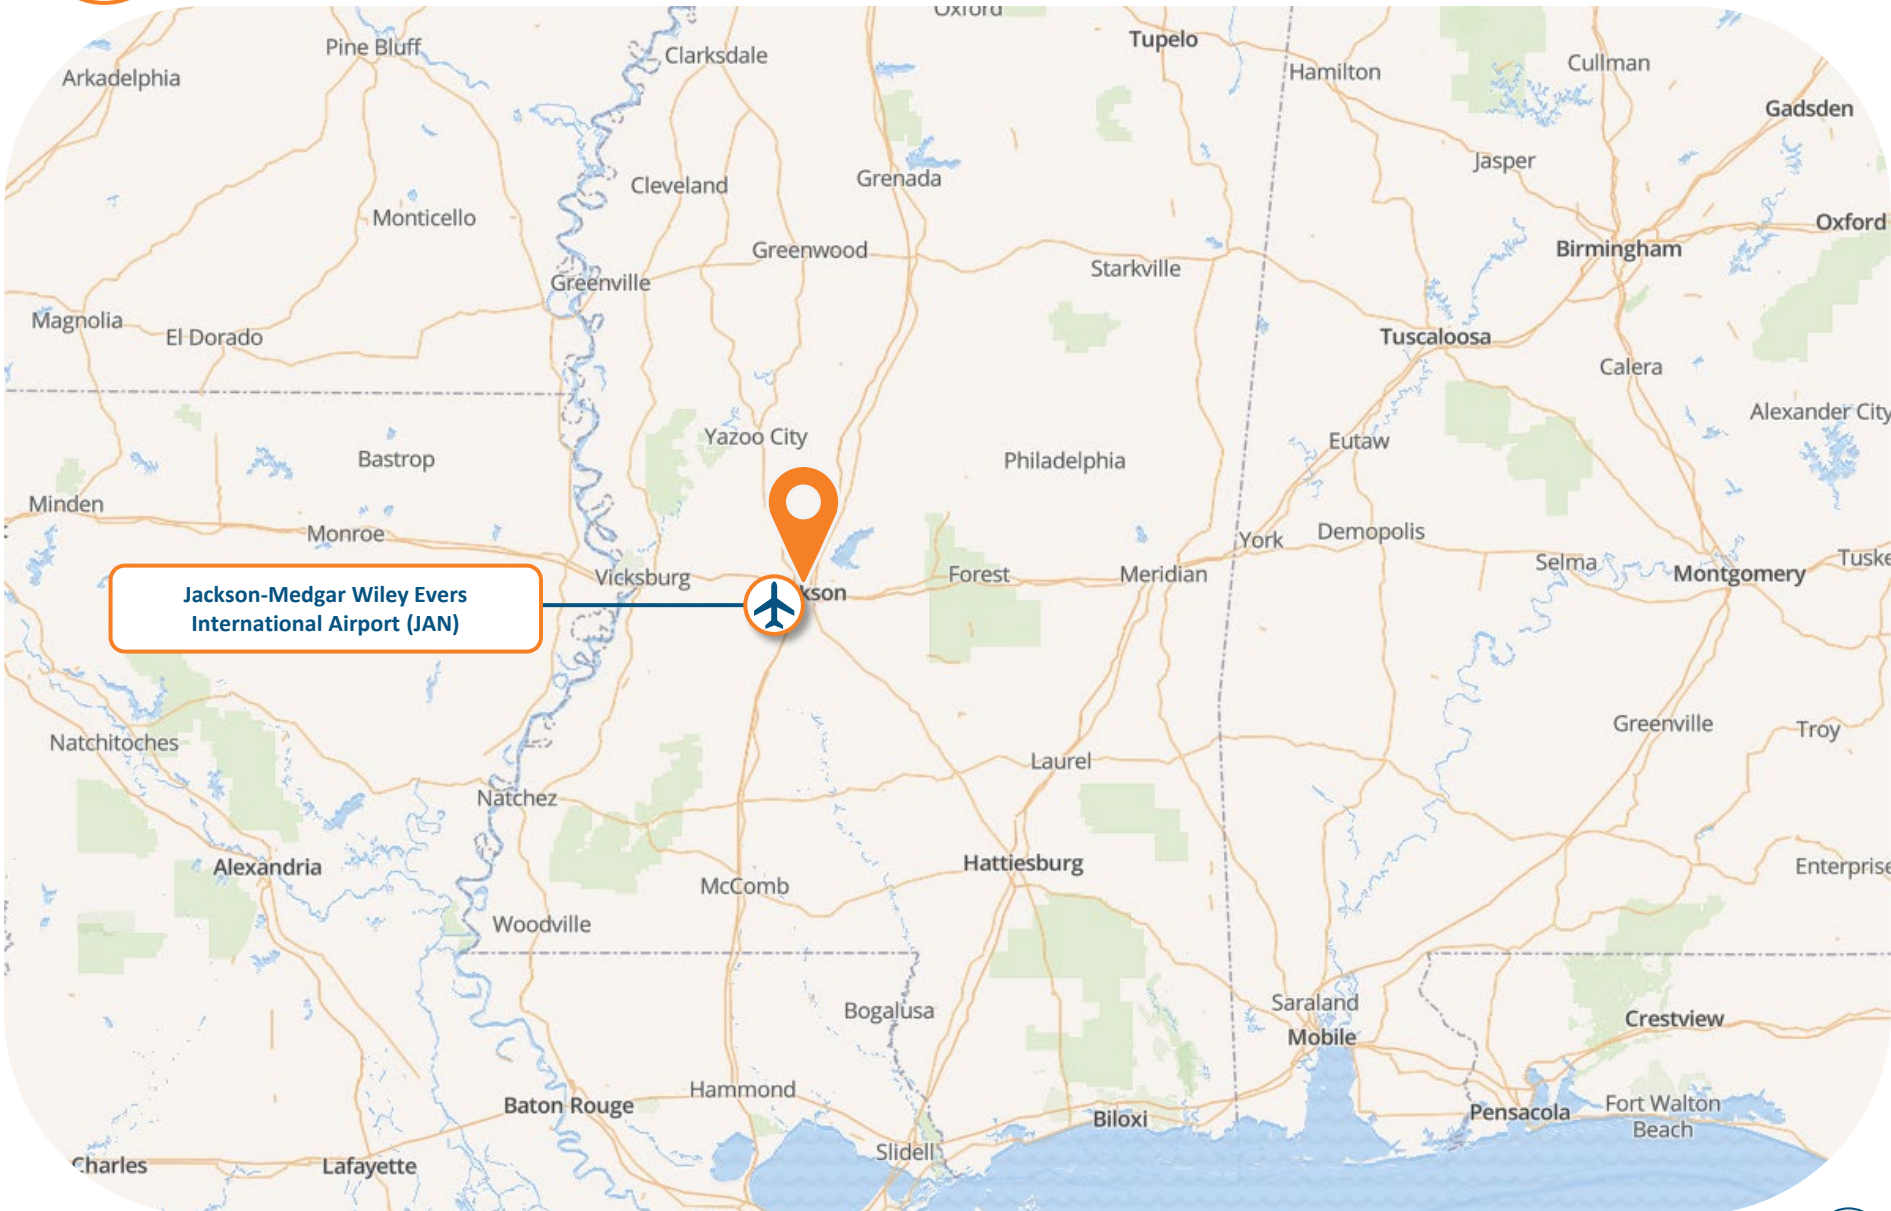 Oxford
Pine Bluff
Clarksdale
Tupelo
Hamilton
Cullman
Arkadelphia
Gadsden
Jasper
Cleveland
Grenada
Monticello
Oxford
Greenwood
Birmingham
Starkville
Greenville
Magnolia
El Dorado
Tuscaloosa
Calera
Alexander City
Yazoo City
Eutaw
Bastrop
Philadelphia
Minden
Monroe
York
Demopolis
Selma
Tuske
Vicksburg
Forest
Meridian
Montgomery
Jackson-Medgar Wiley Evers
International Airport (JAN)
kson
Natchitoches
Greenville
Troy
Laurel
Natchez
Alexandria
Hattiesburg
Enterprise
McComb
Woodville
Saraland
Bogalusa
Crestview
Mobile
Hammond
Baton Rouge
Biloxi
Pensacola
Fort Walton
Beach
Slidell
Charles
Lafayette